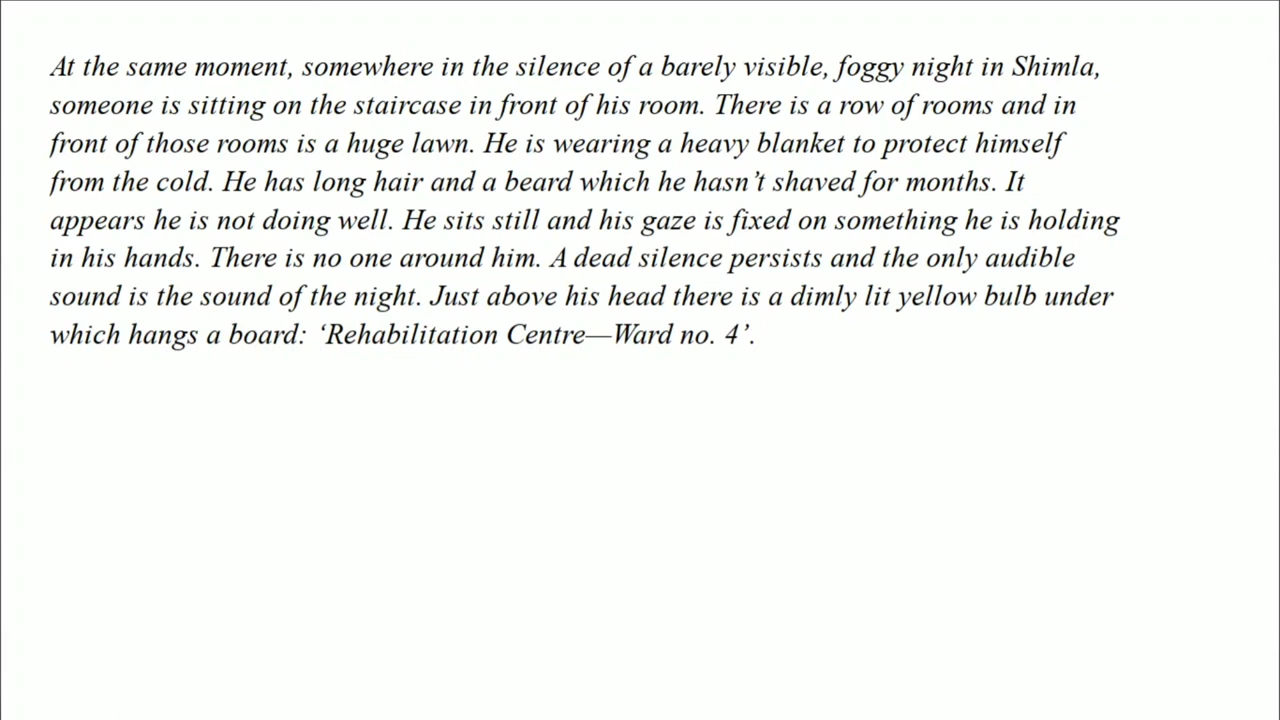 At the same moment, somewhere in the silence of a barely visible, foggy night in Shimla,
someone is sitting on the staircase in front of his room. There is a row of rooms and in
front of those rooms is a huge lawn. He is wearing a heavy blanket to protect himself
from the cold. He has long hair and a beard which he hasn’t shaved for months. It
appears he is not doing well. He sits still and his gaze is fixed on something he is holding
in his hands. There is no one around him. A dead silence persists and the only audible
sound is the sound of the night. Just above his head there is a dimly lit yellow bulb under
which hangs a board: ‘Rehabilitation Centre—Ward no. 4’.